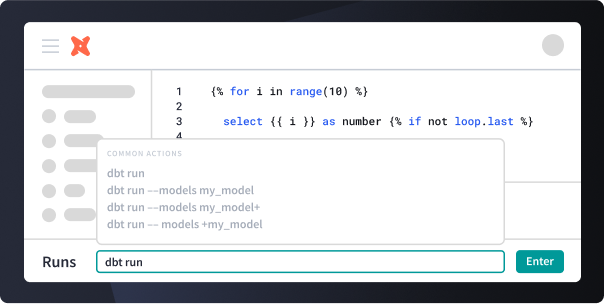 1 {% for i in range(10) %}
2
3 select {{ i }} as number {% if not loop.last %}
4
COMMON ACTIONS
dbt run
dbt run --models my_model
dbt run --models my_model+
dbt run -- models +my_model
Runs
dbt run
Enter